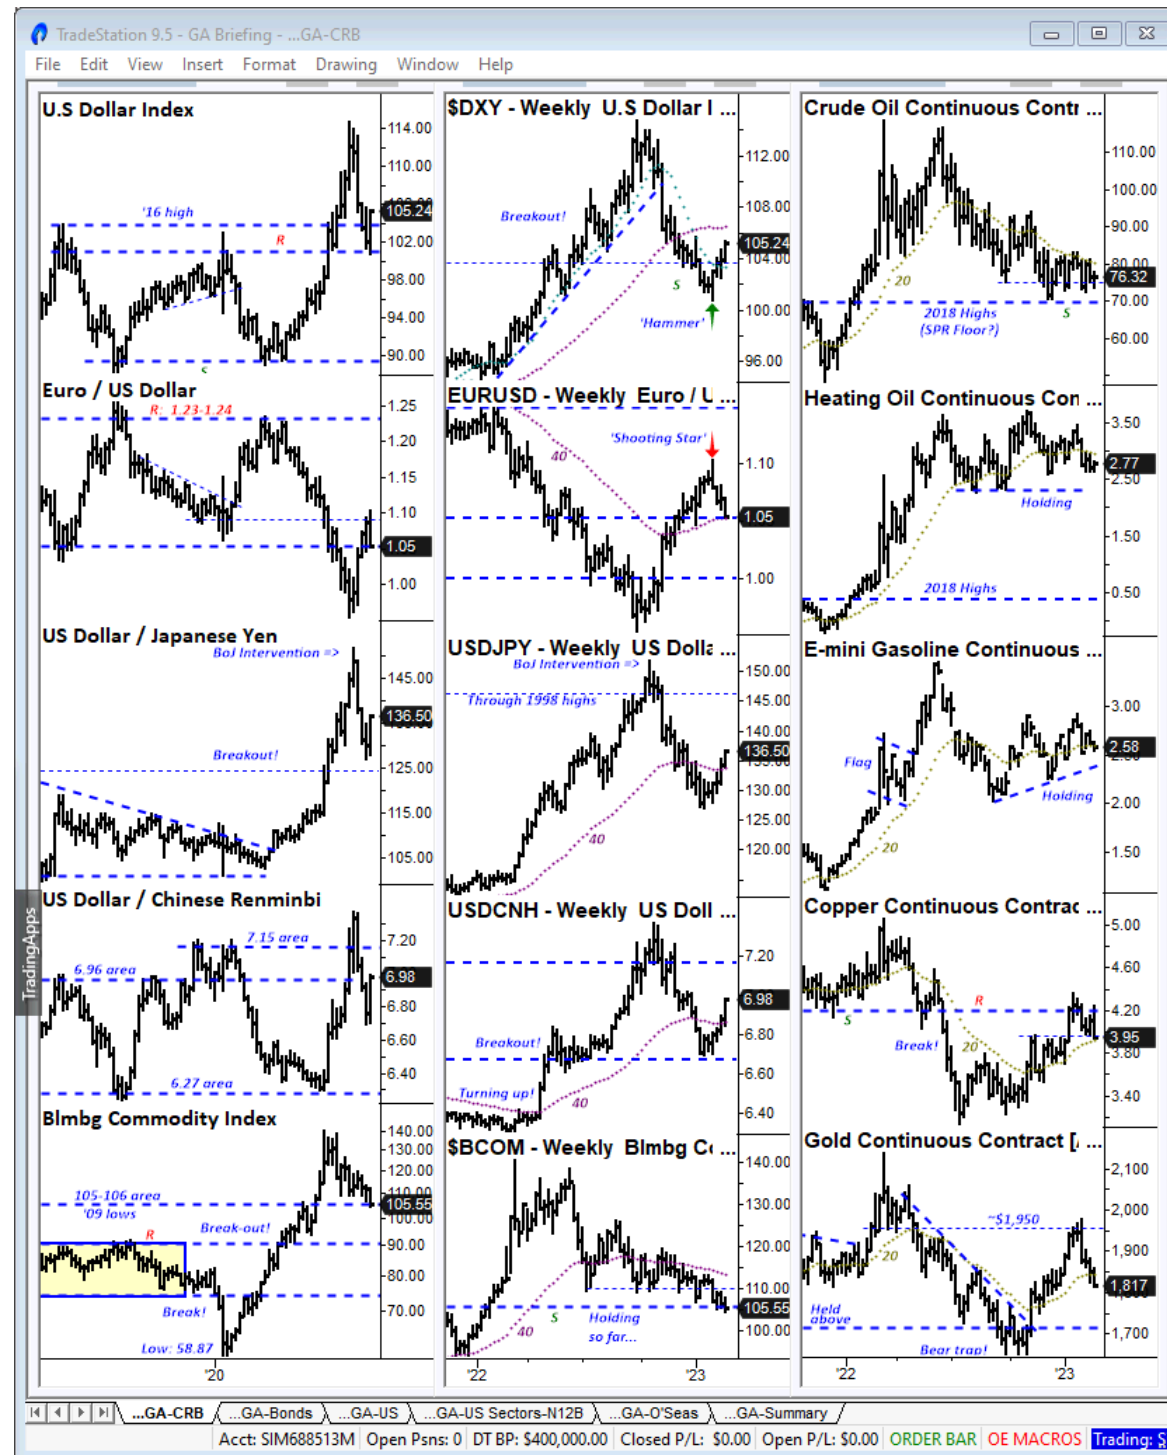 TradeStation 9.5 - GA Briefing - ...GA-CRB
File Edit View Insert Format Drawing Window Help
U.S Dollar Index
114.00
110.00
'16 high
105.24
R
102.00
98.00
94.00
90.00
Euro / US Dollar
R: 1.23-1.24
1.25
1.20
1.15
1.10
1.05
1.00
US Dollar / Japanese Yen
BoJ Intervention =>
145.00
136.50
Breakout!
125.00
115.00
105.00
US Dollar / Chinese Renminbi
7.15 area
7.20
6.96 area
6.98
6.80
6.60
6.40
6.27 area
Blmbg Commodity Index
140.00
130.00
120.00
110.00
105-106 area
105.55
'09 lows
Break-out!
100.00
R
90.00
80.00
Break!
70.00
Low: 58.87
'20
$DXY - Weekly U.S Dollar I ...
112.00
Breakout!
108.00
105.24
104.00
S
100.00
'Hammer'
96.00
EURUSD - Weekly Euro / U ...
'Shooting Star'
40
1.10
1.05
1.00
USDJPY - Weekly US Dolla ...
BoJ Intervention =>
150.00
Through 1998 highs
145.00
140.00
136.50
135.00
130.00
125.00
40
120.00
USDCNH - Weekly US Doll ...
7.20
6.98
Breakout!
6.80
6.60
Turning up!
40
6.40
$BCOM - Weekly Blmbg Co ...
140.00
130.00
120.00
110.00
105.55
S
Holding
40
so far...
100.00
'22
'23
Crude Oil Continuous Contr ...
110.00
100.00
90.00
20
80.00
76.32
70.00
2018 Highs
(SPR Floor?)
S
60.00
Heating Oil Continuous Con ...
3.50
2.77
2.50
Holding
1.50
2018 Highs
0.50
E-mini Gasoline Continuous ...
3.00
Flag
2.58
2.50
Holding
2.00
20
1.50
Copper Continuous Contrac ...
5.00
4.60
R
4.20
S
Break!
20
3.95
3.80
3.40
Gold Continuous Contract [ ...
2,100
~$1,950
2,000
20
1,900
1,817
Held
above
1,700
Bear trap!
'22
'23
TradingApps
...GA-CRB ...GA-Bonds ...GA-US ...GA-US Sectors-N12B ...GA-O'Seas ...GA-Summary
Acct: SIM688513M Open Psns: 0 DT BP: $400,000.00 Closed P/L: $0.00 Open P/L: $0.00 ORDER BAR OE MACROS Trading: S